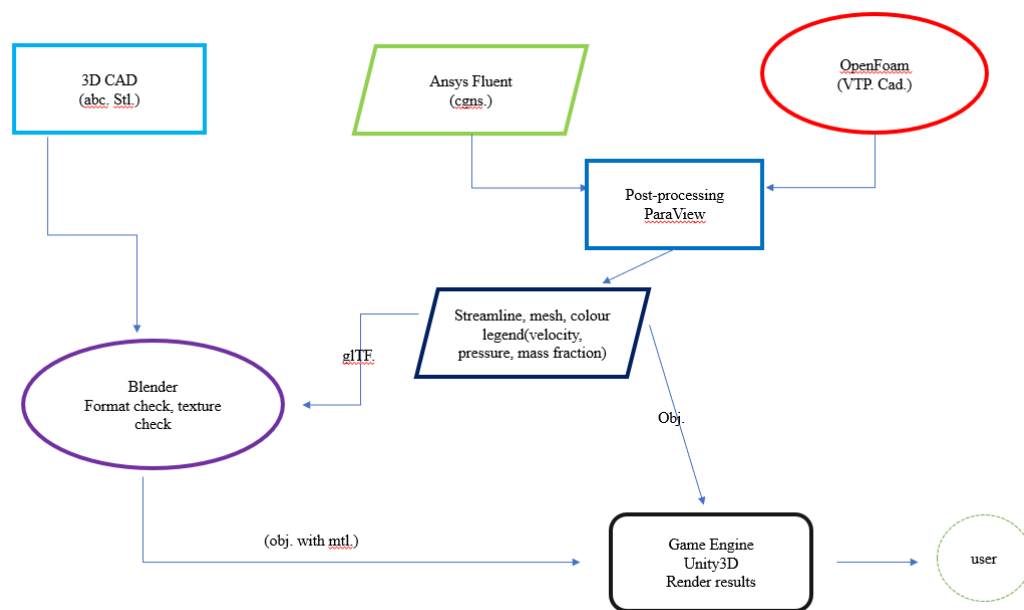 3D CAD
(abc. Stl.)
Ansys Fluent
(cgns.)
OpenFoam
(VTP. Cad.)
Post-processing
ParaView
Streamline, mesh, colour
legend(velocity,
pressure, mass fraction)
glTF.
Blender
Format check, texture
check
Obj.
(obj. with mtl.)
Game Engine
Unity3D
Render results
user